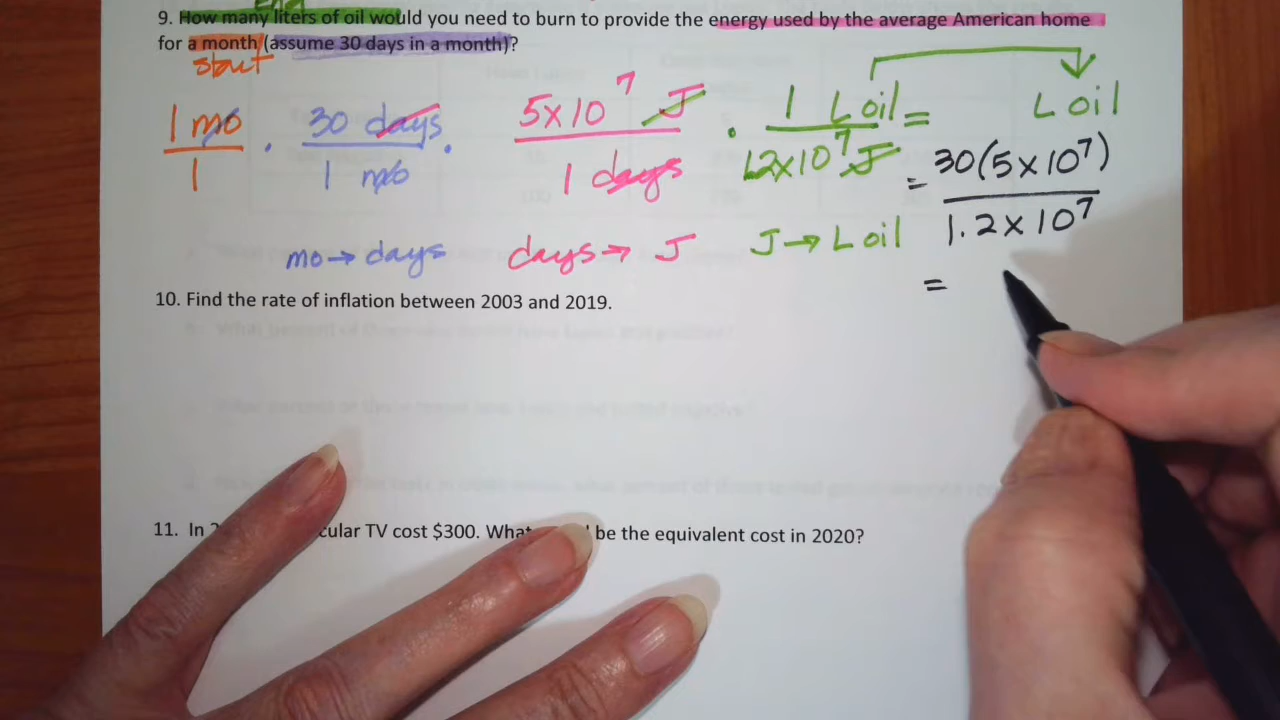 End
9. How many liters of oil would you need to burn to provide the energy used by the average American home
for a month (assume 30 days in a month)?
start
1 mo / 1 · 30 days / 1 mo · 5x10^7 J / 1 days · 1 L oil / 1.2x10^7 J = L oil
= 30(5x10^7) / 1.2x10^7
mo → days days → J J → L oil
=
10. Find the rate of inflation between 2003 and 2019.
11. In cular TV cost $300. What be the equivalent cost in 2020?